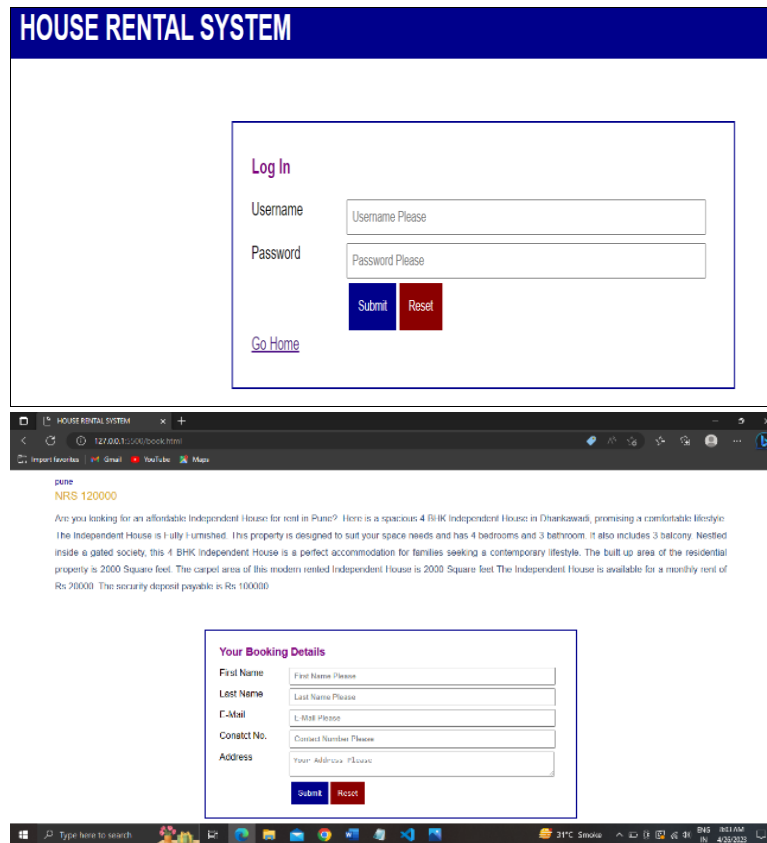 HOUSE RENTAL SYSTEM
Log In
Username
Username Please
Password
Password Please
Submit Reset
Go Home
HOUSE RENTAL SYSTEM
127.0.0.1:5500/book.html
Import favorites Gmail YouTube Maps
pune
NRS 120000
Are you looking for an affordable Independent House for rent in Pune? Here is a spacious 4 BHK Independent House in Dhankawadi, promising a comfortable lifestyle.
The Independent House is Fully Furnished. This property is designed to suit your space needs and has 4 bedrooms and 3 bathroom. It also includes 3 balcony. Nestled
inside a gated society, this 4 BHK Independent House is a perfect accommodation for families seeking a contemporary lifestyle. The built up area of the residential
property is 2000 Square feet. The carpet area of this modern rented Independent House is 2000 Square feet The Independent House is available for a monthly rent of
Rs 20000. The security deposit payable is Rs 100000
Your Booking Details
First Name
First Name Please
Last Name
Last Name Please
E-Mail
E-Mail Please
Conatct No.
Contact Number Please
Address
Your Address Please
Submit Reset
Type here to search
31°C Smoke
ENG
IN
8:03 AM
4/26/2023